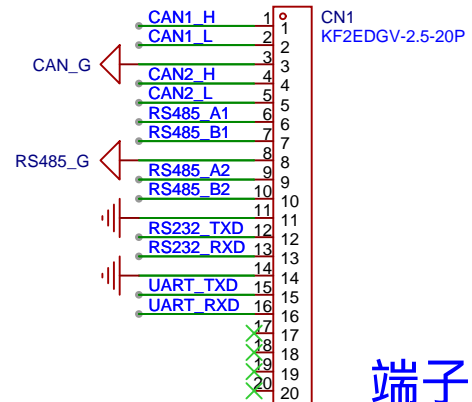 CAN1_H 1 1 CN1
CAN1_L 2 2 KF2EDGV-2.5-20P
CAN_G 3 3
CAN2_H 4 4
CAN2_L 5 5
RS485_A1 6 6
RS485_B1 7 7
RS485_G 8 8
RS485_A2 9 9
RS485_B2 10 10
11 11
RS232_TXD 12 12
RS232_RXD 13 13
14 14
UART_TXD 15 15
UART_RXD 16 16
17 17
18 18
19 19
20 20
端子